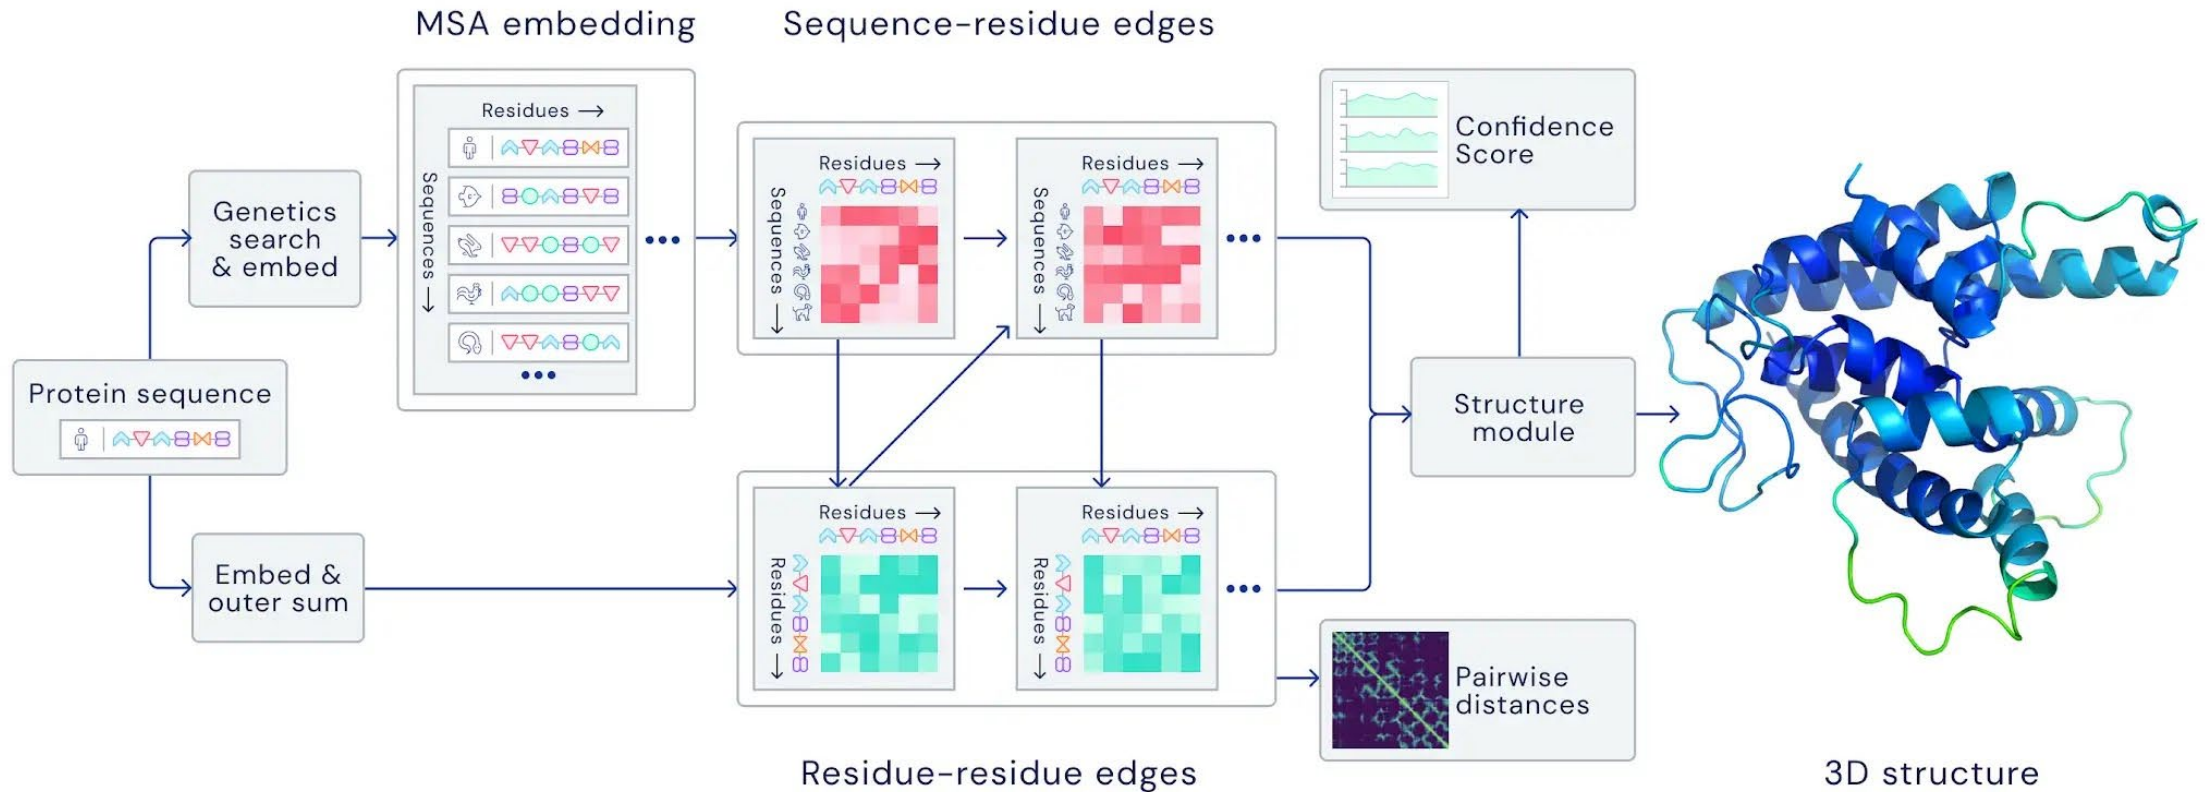 MSA embedding
Sequence-residue edges
Residues →
Sequences →
Genetics
search
& embed
Protein sequence
Embed &
outer sum
Residues →
Sequences →
Residues →
Sequences →
Residues →
Residues →
Residues →
Residues →
Confidence
Score
Structure
module
Pairwise
distances
Residue-residue edges
3D structure